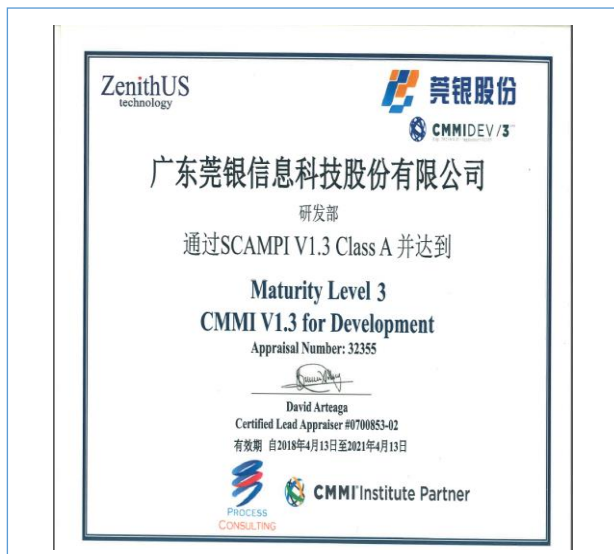 ZenithUS
technology
莞银股份
CMMIDEV/3
广东莞银信息科技股份有限公司
研发部
通过SCAMPI V1.3 Class A 并达到
Maturity Level 3
CMMI V1.3 for Development
Appraisal Number: 32355
David Arteaga
Certified Lead Appraiser #0700853-02
有效期 自2018年4月13日至2021年4月13日
PROCESS
CONSULTING
CMMI Institute Partner